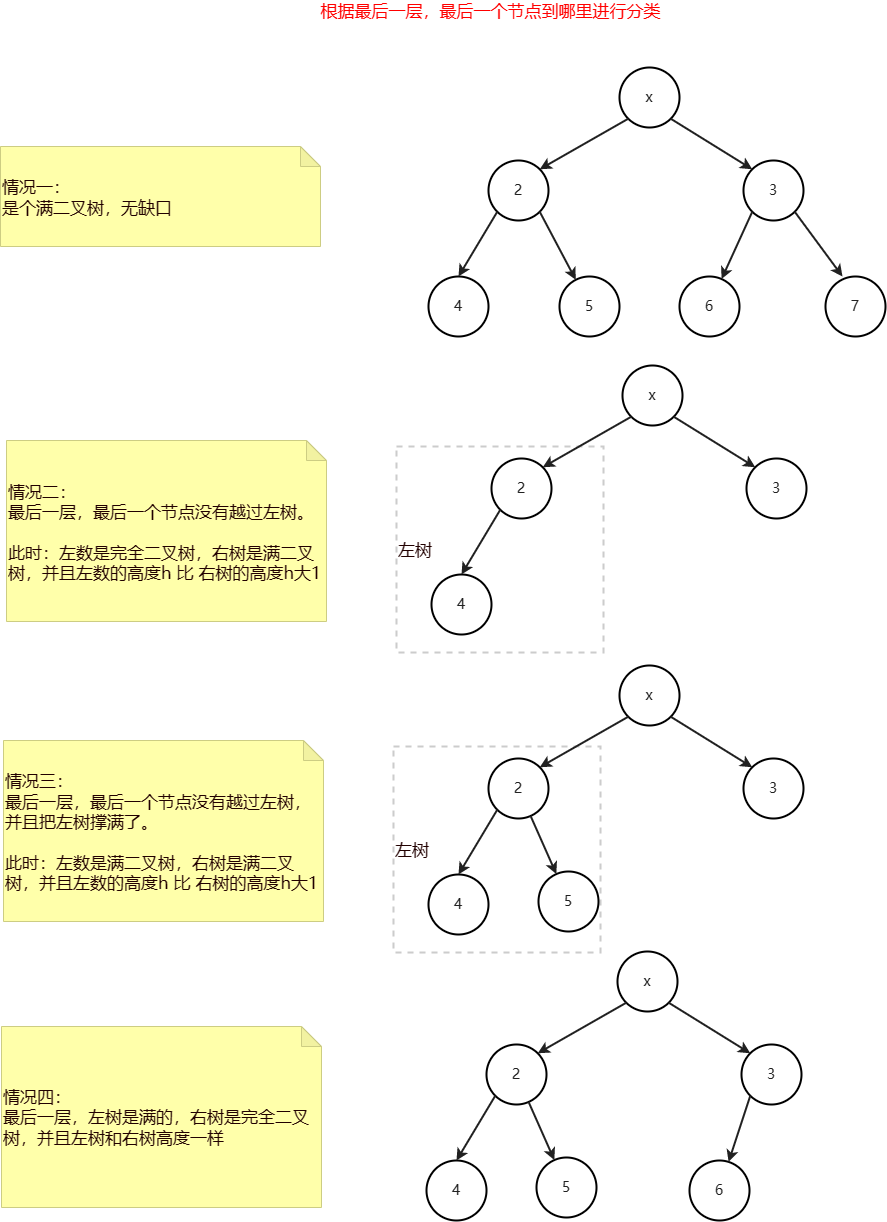 根据最后一层，最后一个节点到哪里进行分类
x
情况一：
是个满二叉树，无缺口
2
3
4
5
6
7
x
情况二：
最后一层，最后一个节点没有越过左树。
此时：左数是完全二叉树，右树是满二叉
树，并且左数的高度h 比 右树的高度h大1
2
3
左树
4
x
情况三：
最后一层，最后一个节点没有越过左树，
并且把左树撑满了。
此时：左数是满二叉树，右树是满二叉
树，并且左数的高度h 比 右树的高度h大1
2
3
左树
4
5
x
情况四：
最后一层，左树是满的，右树是完全二叉
树，并且左树和右树高度一样
2
3
4
5
6